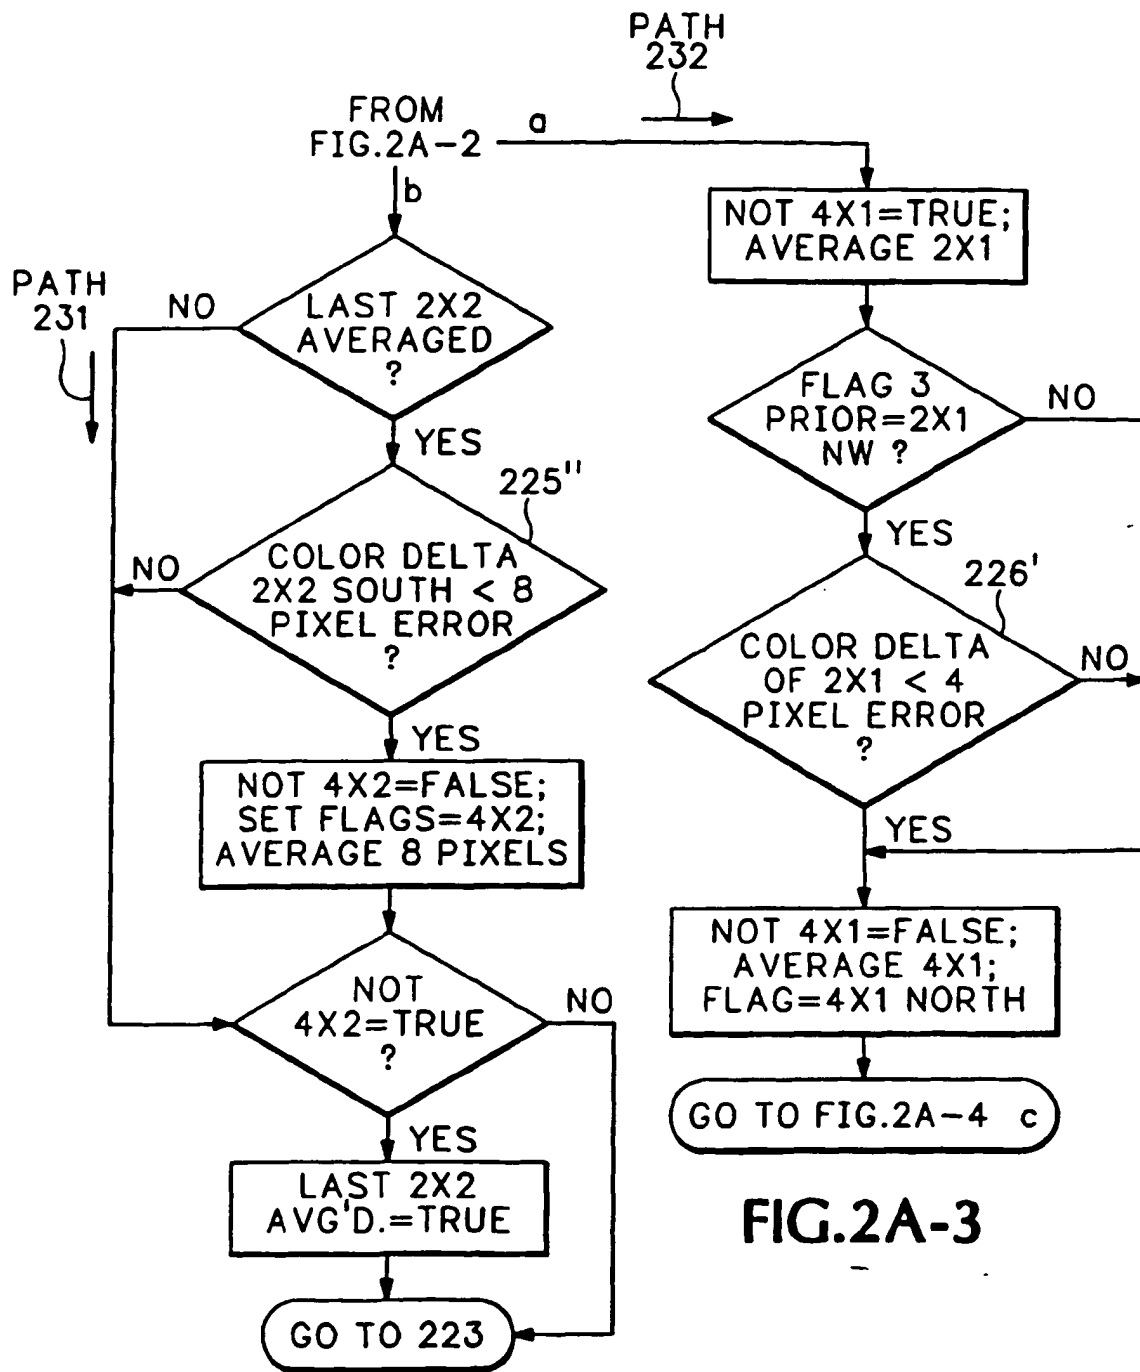 PATH
232
FROM
FIG.2A-2
a
b
NOT 4X1=TRUE;
AVERAGE 2X1
PATH
231
NO
LAST 2X2
AVERAGED
?
YES
FLAG 3
PRIOR=2X1
NW ?
NO
YES
225"
COLOR DELTA
2X2 SOUTH < 8
PIXEL ERROR
?
NO
YES
226'
COLOR DELTA
OF 2X1 < 4
PIXEL ERROR
?
NO
YES
NOT 4X2=FALSE;
SET FLAGS=4X2;
AVERAGE 8 PIXELS
NOT 4X1=FALSE;
AVERAGE 4X1;
FLAG=4X1 NORTH
NOT
4X2=TRUE
?
NO
YES
GO TO FIG.2A-4 c
LAST 2X2
AVG'D.=TRUE
GO TO 223
FIG.2A-3